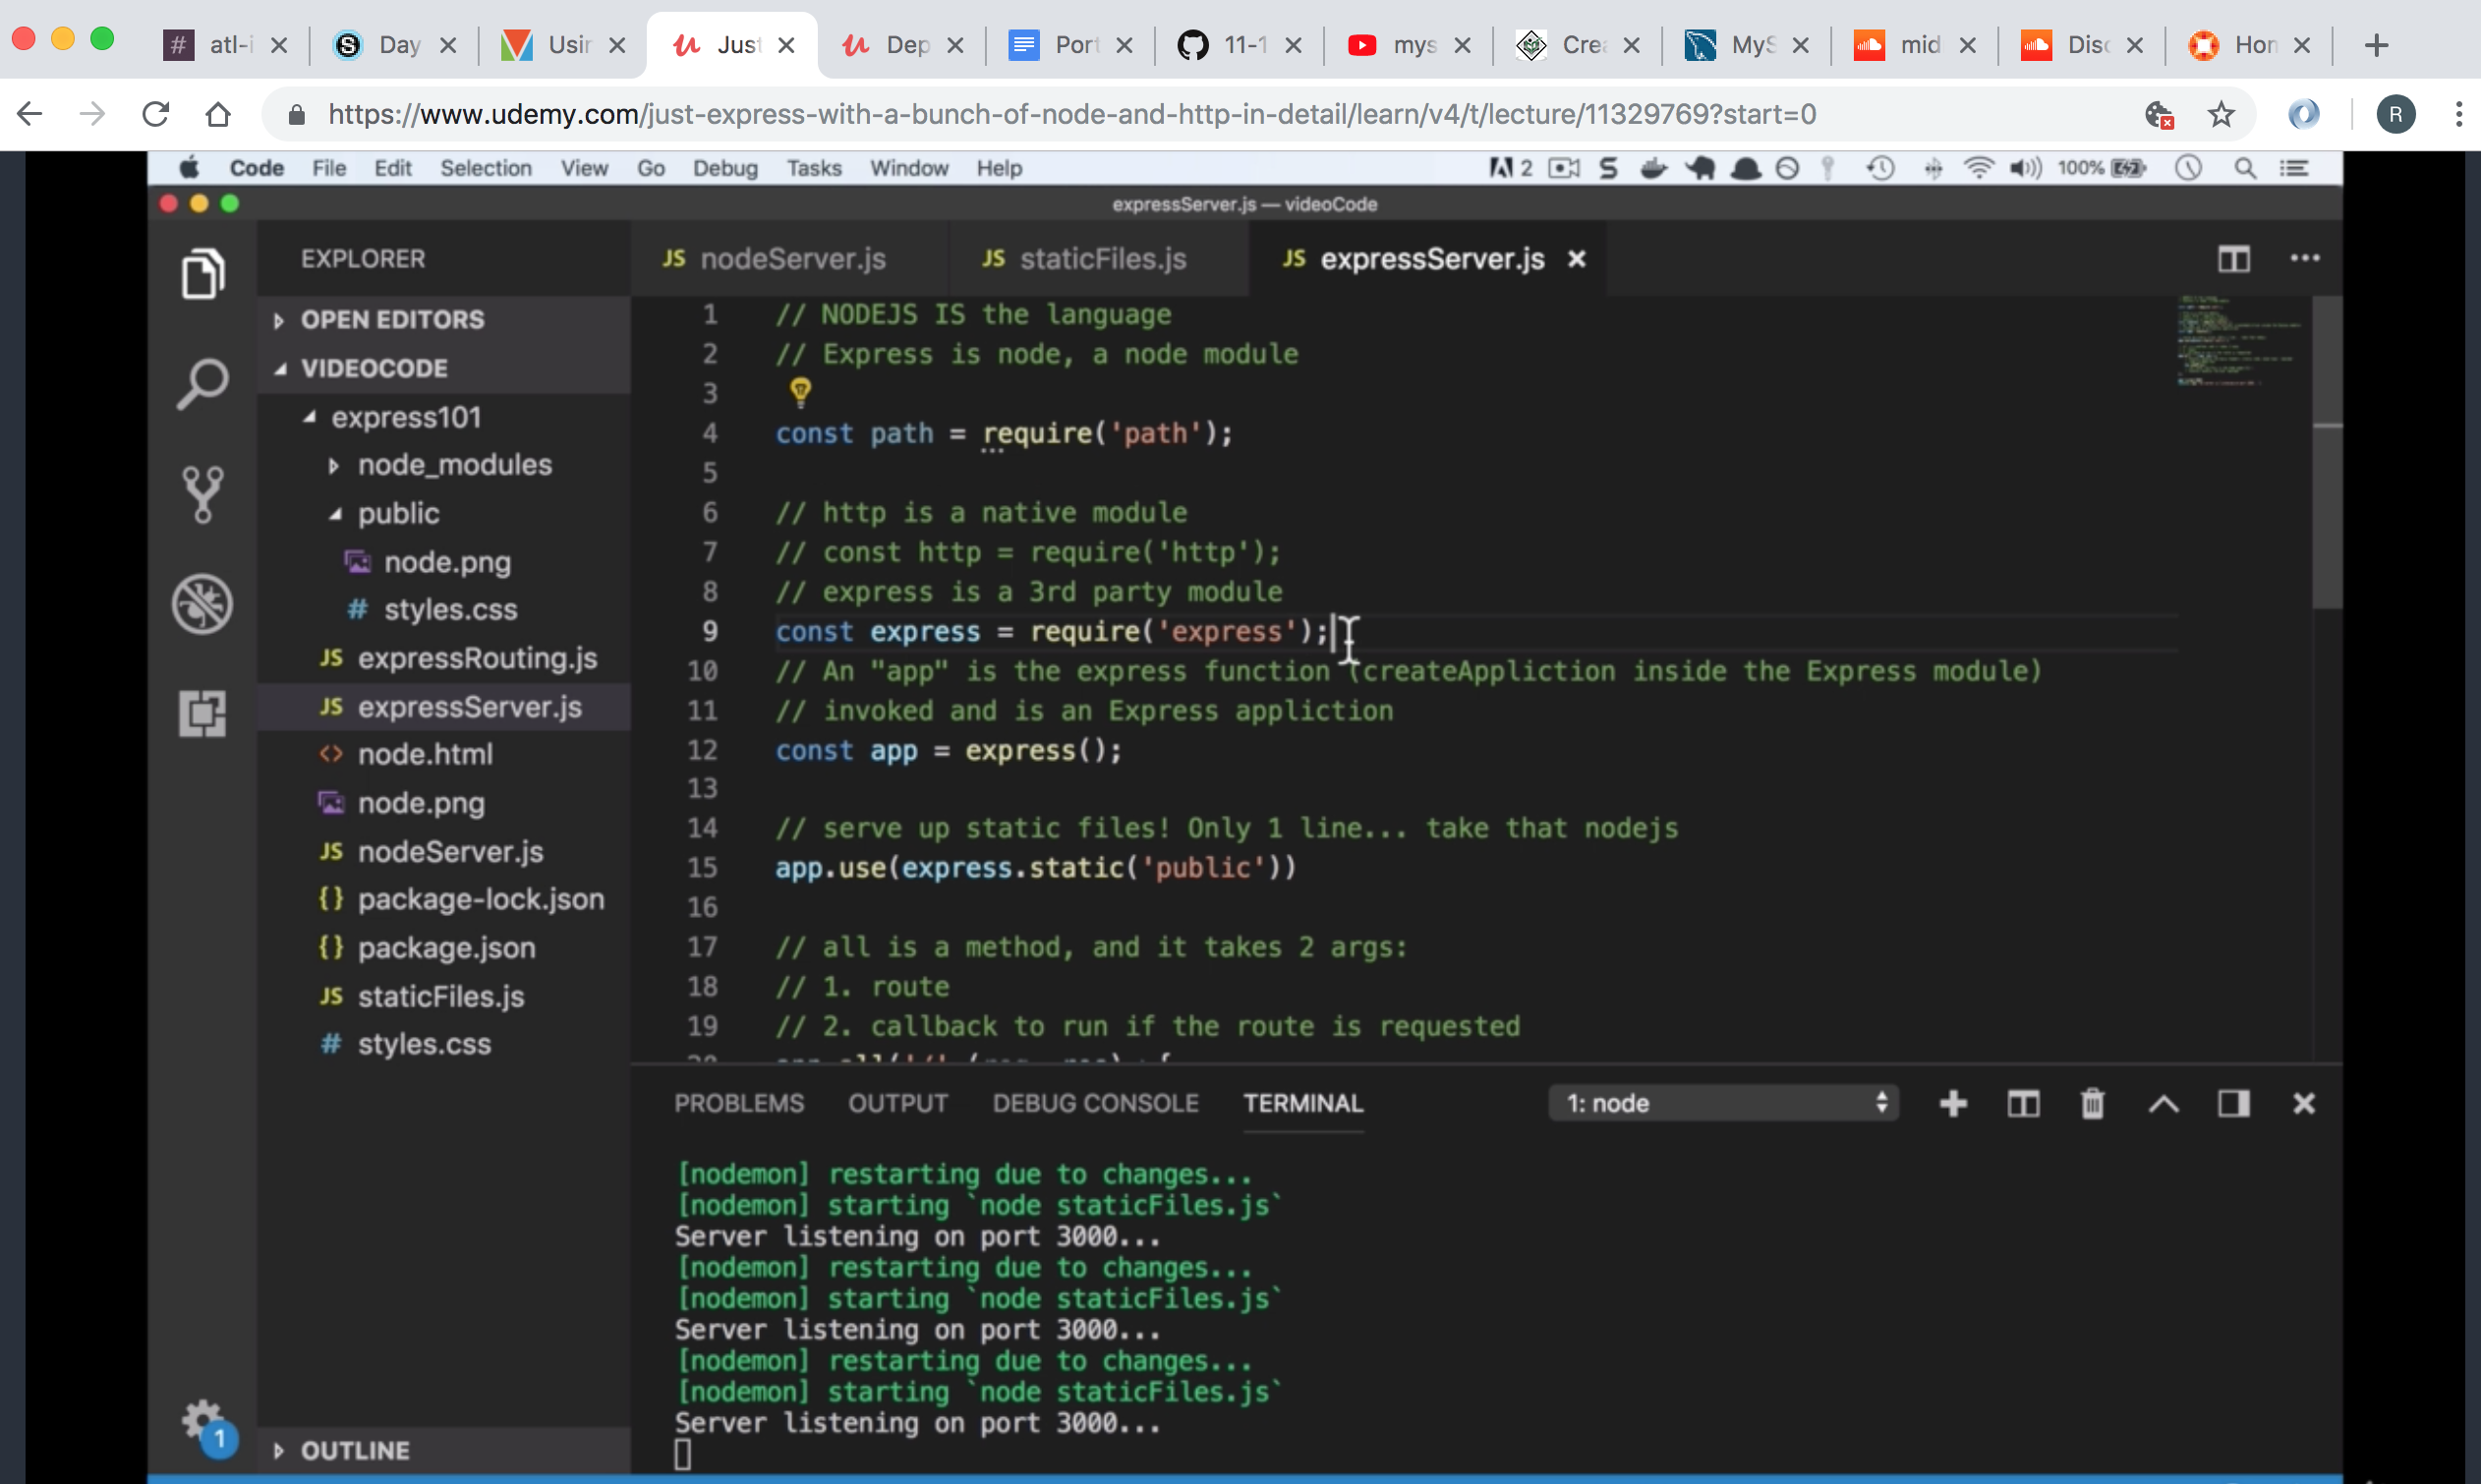 # atl-i
Day
Usir
Just
Dep
Port
11-1
mys
Crea
MyS
mid
Disc
Hom
https://www.udemy.com/just-express-with-a-bunch-of-node-and-http-in-detail/learn/v4/t/lecture/11329769?start=0
R
Code File Edit Selection View Go Debug Tasks Window Help
2
100%
expressServer.js — videoCode
EXPLORER
OPEN EDITORS
VIDEOCODE
express101
node_modules
public
node.png
# styles.css
JS expressRouting.js
JS expressServer.js
<> node.html
node.png
JS nodeServer.js
{} package-lock.json
{} package.json
JS staticFiles.js
# styles.css
OUTLINE
1
JS nodeServer.js
JS staticFiles.js
JS expressServer.js
1 // NODEJS IS the language
2 // Express is node, a node module
3
4 const path = require('path');
5
6 // http is a native module
7 // const http = require('http');
8 // express is a 3rd party module
9 const express = require('express');
10 // An "app" is the express function (createAppliction inside the Express module)
11 // invoked and is an Express appliction
12 const app = express();
13
14 // serve up static files! Only 1 line... take that nodejs
15 app.use(express.static('public'))
16
17 // all is a method, and it takes 2 args:
18 // 1. route
19 // 2. callback to run if the route is requested
PROBLEMS OUTPUT DEBUG CONSOLE TERMINAL
1: node
[nodemon] restarting due to changes...
[nodemon] starting `node staticFiles.js`
Server listening on port 3000...
[nodemon] restarting due to changes...
[nodemon] starting `node staticFiles.js`
Server listening on port 3000...
[nodemon] restarting due to changes...
[nodemon] starting `node staticFiles.js`
Server listening on port 3000...